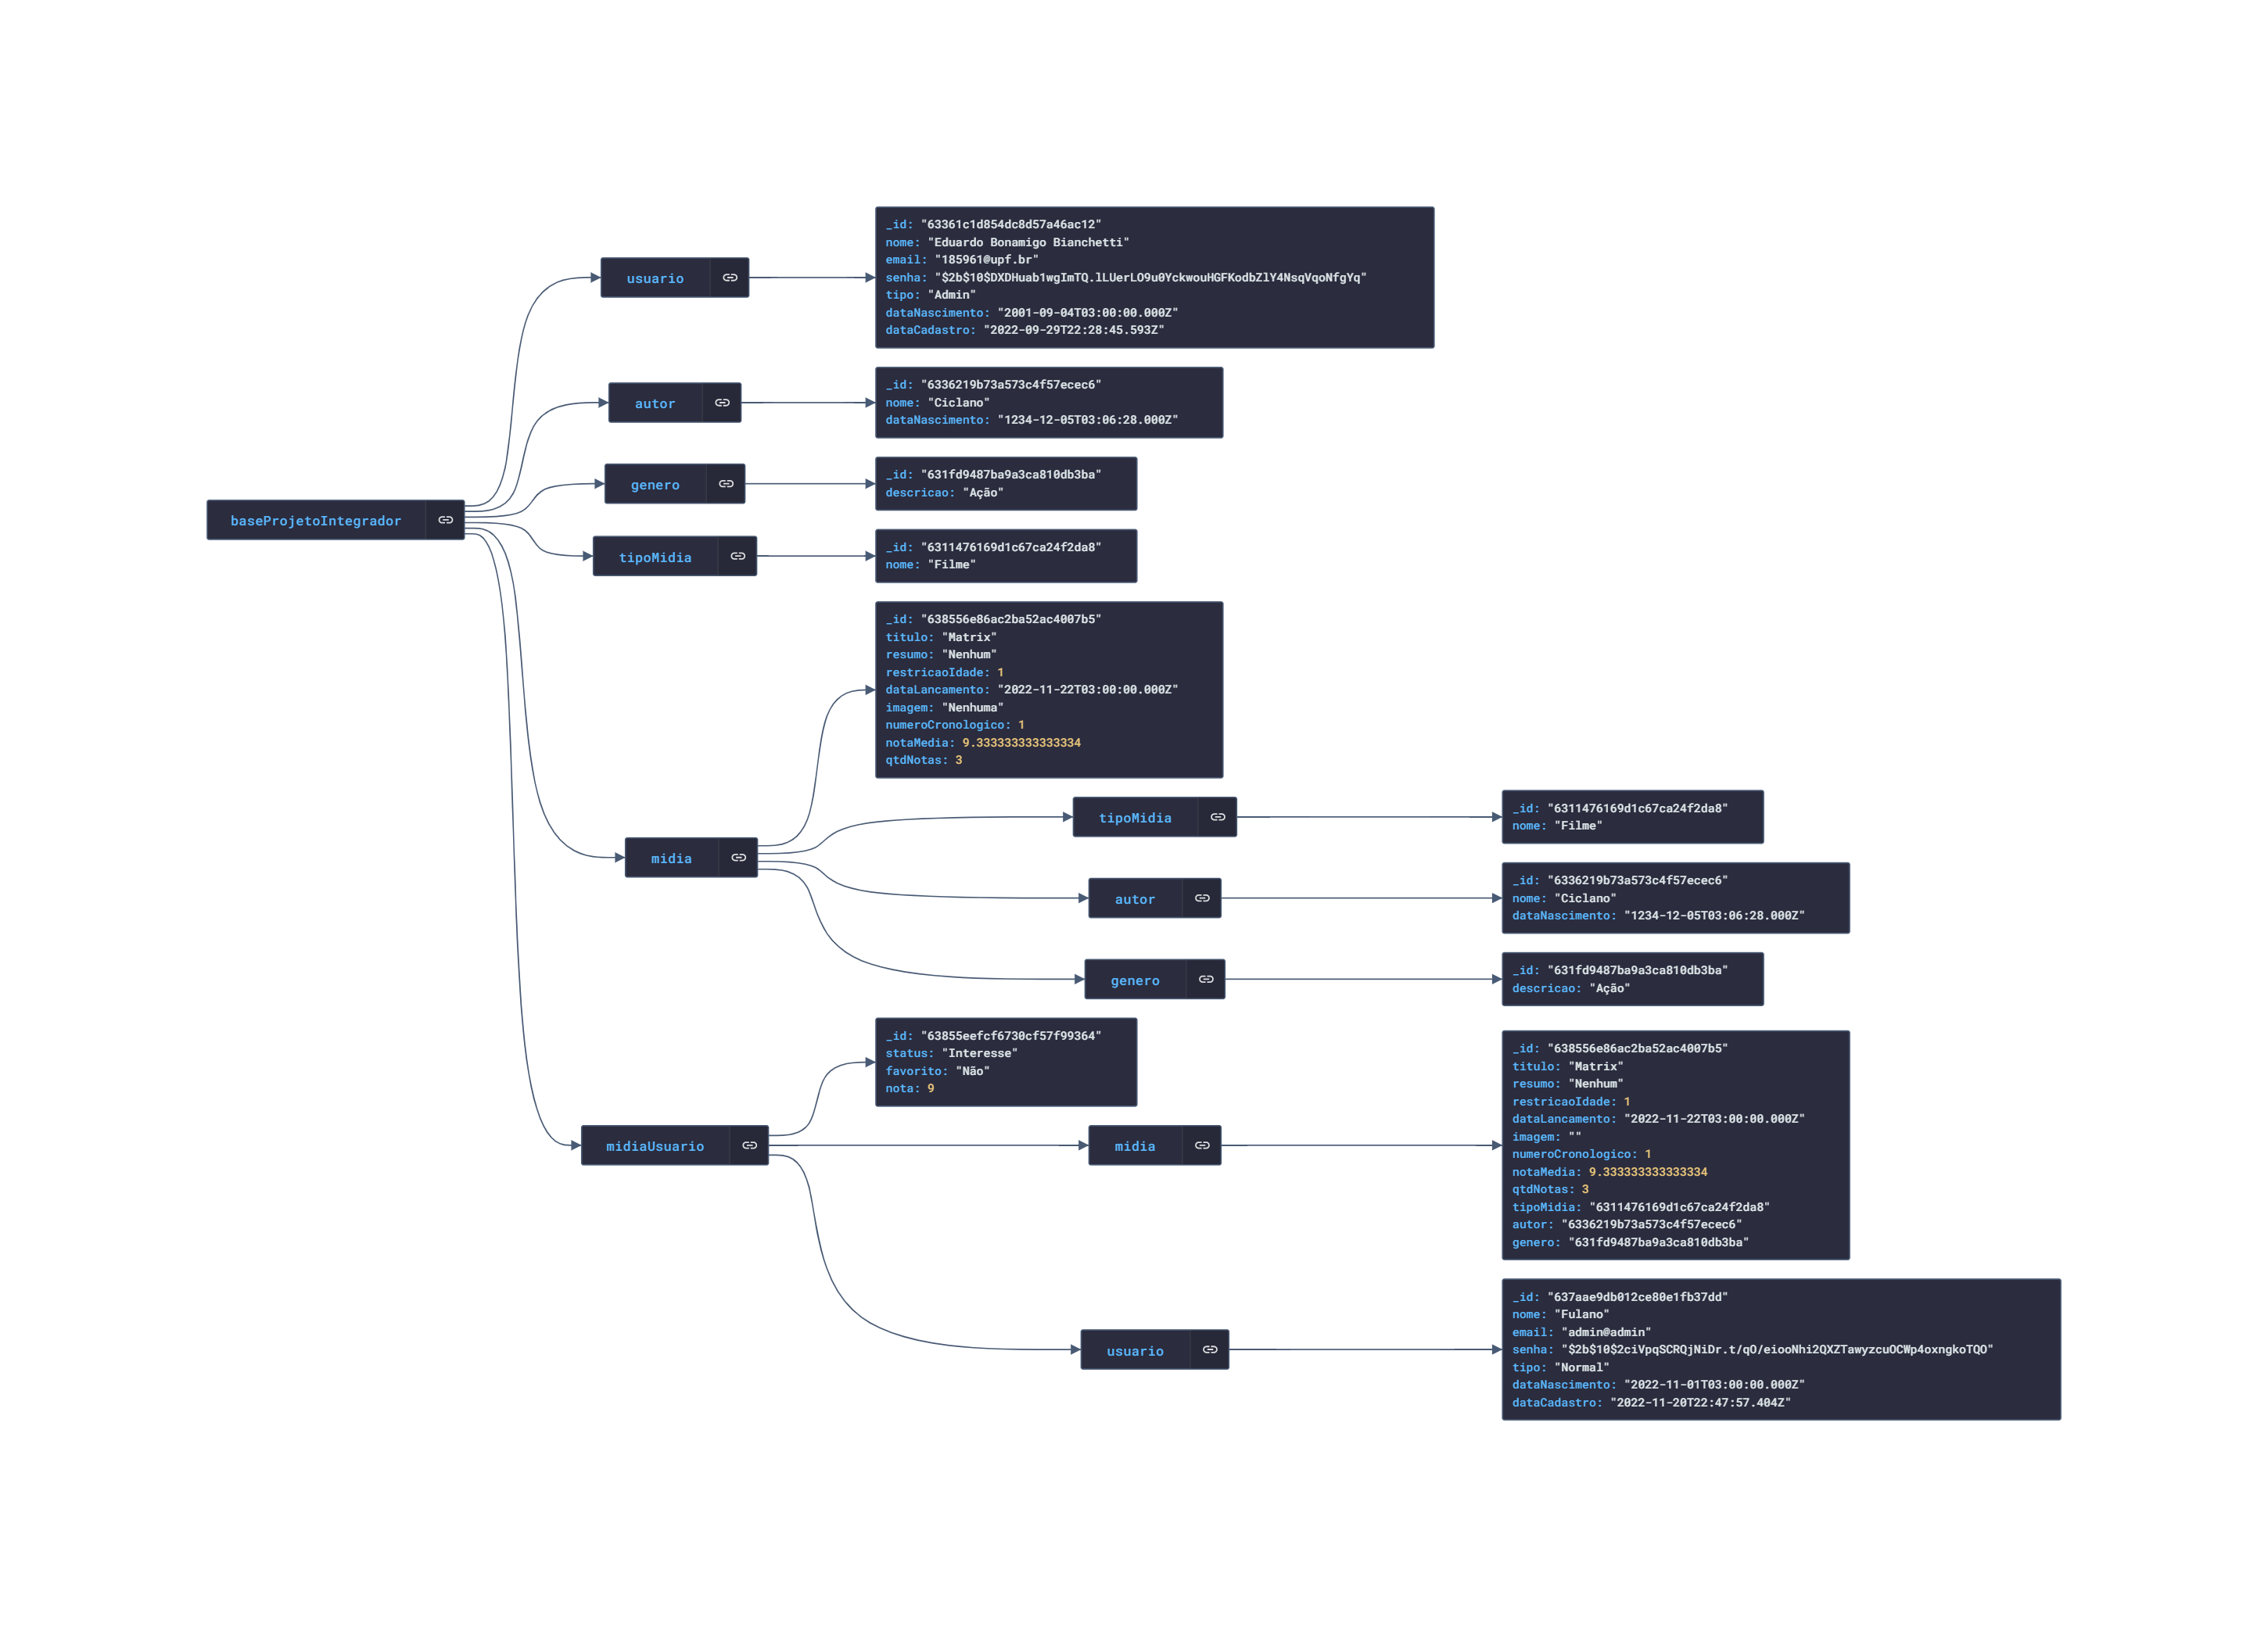 baseProjetoIntegrador
usuario
_id: "63361c1d854dc8d57a46ac12"
nome: "Eduardo Bonamigo Bianchetti"
email: "185961@upf.br"
senha: "$2b$10$DXDHuab1wgImTQ.lLUerLO9u0YckwouHGFKodbZlY4NsqVqoNfgYq"
tipo: "Admin"
dataNascimento: "2001-09-04T03:00:00.000Z"
dataCadastro: "2022-09-29T22:28:45.593Z"
autor
_id: "6336219b73a573c4f57ecec6"
nome: "Ciclano"
dataNascimento: "1234-12-05T03:06:28.000Z"
genero
_id: "631fd9487ba9a3ca810db3ba"
descricao: "Ação"
tipoMidia
_id: "6311476169d1c67ca24f2da8"
nome: "Filme"
midia
_id: "638556e86ac2ba52ac4007b5"
titulo: "Matrix"
resumo: "Nenhum"
restricaoIdade: 1
dataLancamento: "2022-11-22T03:00:00.000Z"
imagem: "Nenhuma"
numeroCronologico: 1
notaMedia: 9.333333333333334
qtdNotas: 3
tipoMidia
_id: "6311476169d1c67ca24f2da8"
nome: "Filme"
autor
_id: "6336219b73a573c4f57ecec6"
nome: "Ciclano"
dataNascimento: "1234-12-05T03:06:28.000Z"
genero
_id: "631fd9487ba9a3ca810db3ba"
descricao: "Ação"
midiaUsuario
_id: "63855eefcf6730cf57f99364"
status: "Interesse"
favorito: "Não"
nota: 9
midia
_id: "638556e86ac2ba52ac4007b5"
titulo: "Matrix"
resumo: "Nenhum"
restricaoIdade: 1
dataLancamento: "2022-11-22T03:00:00.000Z"
imagem: ""
numeroCronologico: 1
notaMedia: 9.333333333333334
qtdNotas: 3
tipoMidia: "6311476169d1c67ca24f2da8"
autor: "6336219b73a573c4f57ecec6"
genero: "631fd9487ba9a3ca810db3ba"
usuario
_id: "637aae9db012ce80e1fb37dd"
nome: "Fulano"
email: "admin@admin"
senha: "$2b$10$2ciVpqSCRQjNiDr.t/qO/eiooNhi2QXZTawyzcuOCWp4oxngkoTQO"
tipo: "Normal"
dataNascimento: "2022-11-01T03:00:00.000Z"
dataCadastro: "2022-11-20T22:47:57.404Z"